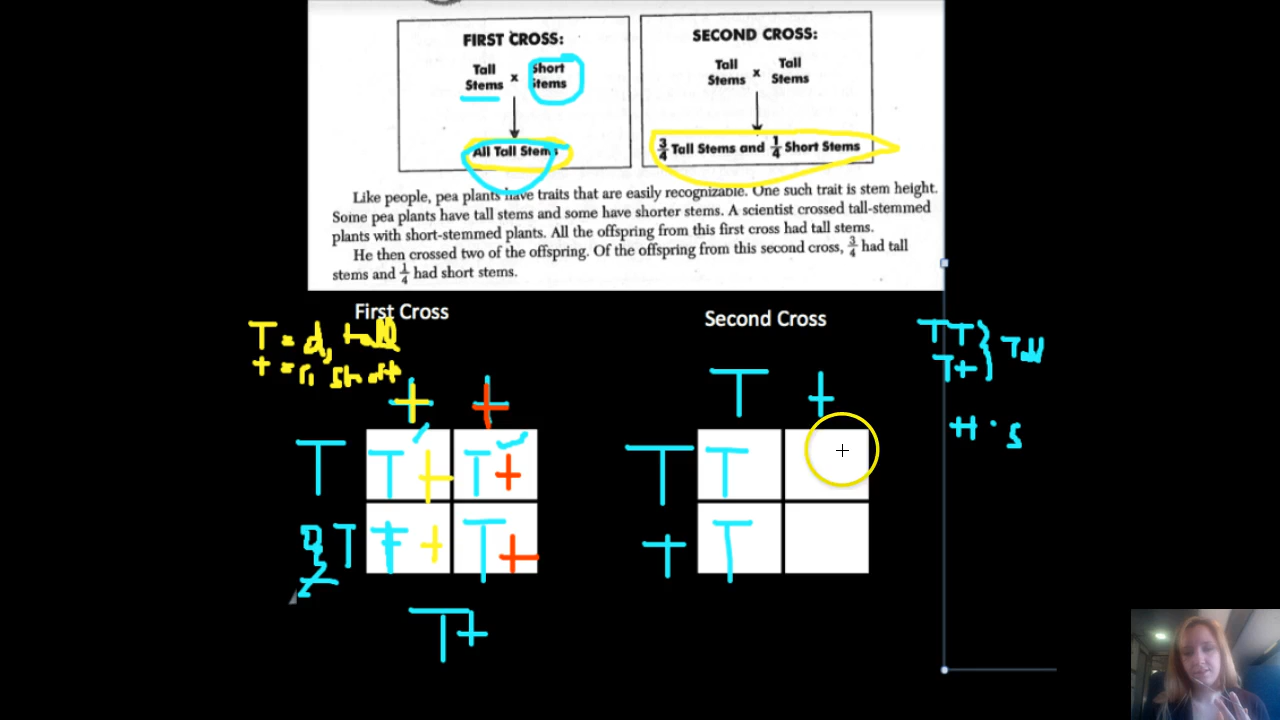 FIRST CROSS:
Tall Stems x Short Stems
All Tall Stems
SECOND CROSS:
Tall Stems x Tall Stems
3/4 Tall Stems and 1/4 Short Stems
Like people, pea plants have traits that are easily recognizable. One such trait is stem height.
Some pea plants have tall stems and some have shorter stems. A scientist crossed tall-stemmed
plants with short-stemmed plants. All the offspring from this first cross had tall stems.
He then crossed two of the offspring. Of the offspring from this second cross, 3/4 had tall
stems and 1/4 had short stems.
First Cross
T = d, tall
t = r, short
t t
T Tt Tt
T Tt Tt
Tt
Second Cross
T t
T T
t T
TT
Tt } Tall
tt · s